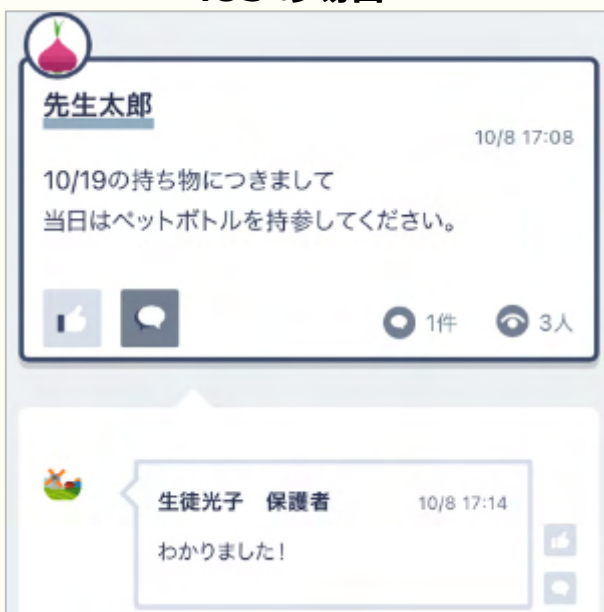 先生太郎
10/8 17:08
10/19の持ち物につきまして
当日はペットボトルを持参してください。
1件 3人
生徒光子 保護者 10/8 17:14
わかりました!